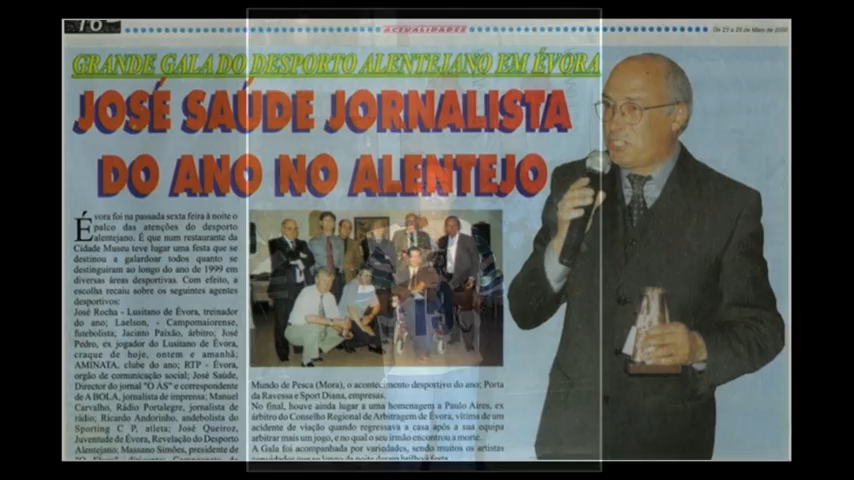 ACTUALIDADES
GRANDE GALA DO DESPORTO ALENTEJANO EM ÉVORA
JOSÉ SAÚDE JORNALISTA
DO ANO NO ALENTEJO
Évora foi na passada sexta feira à noite o
palco das atenções do desporto
alentejano. É que num restaurante da
Cidade Museu teve lugar uma festa que se
destinou a galardoar todos quanto se
destinguiram ao longo do ano de 1999 em
diversas áreas desportivas. Com efeito, a
escolha recaiu sobre os seguintes agentes
desportivos:
José Rocha - Lusitano de Évora, treinador
do ano; Laelson, - Campomaiorense,
futebolista; Jacinto Paixão, árbitro; José
Pedro, ex jogador do Lusitano de Évora,
craque de hoje, ontem e amanhã;
AMINATA, clube do ano; RTP - Évora,
orgão de comunicação social; José Saúde,
Director do jornal "O ÁS" e correspondente
de A BOLA, jornalista de imprensa; Manuel
Carvalho, Rádio Portalegre, jornalista de
rádio; Ricardo Andorinho, andebolista do
Sporting C P, atleta; José Queiroz,
Juventude de Évora, Revelação do Desporto
Alentejano; Massano Simões, presidente de
Mundo de Pesca (Mora), o acontecimento desportivo do ano; Porta
da Ravessa e Sport Diana, empresas.
No final, houve ainda lugar a uma homenagem a Paulo Aires, ex
árbitro do Conselho Regional de Arbitragem de Évora, vítima de um
acidente de viação quando regressava a casa após a sua equipa
arbitrar mais um jogo, e no qual o seu irmão encontrou a morte.
A Gala foi acompanhada por variedades, sendo muitos os artistas